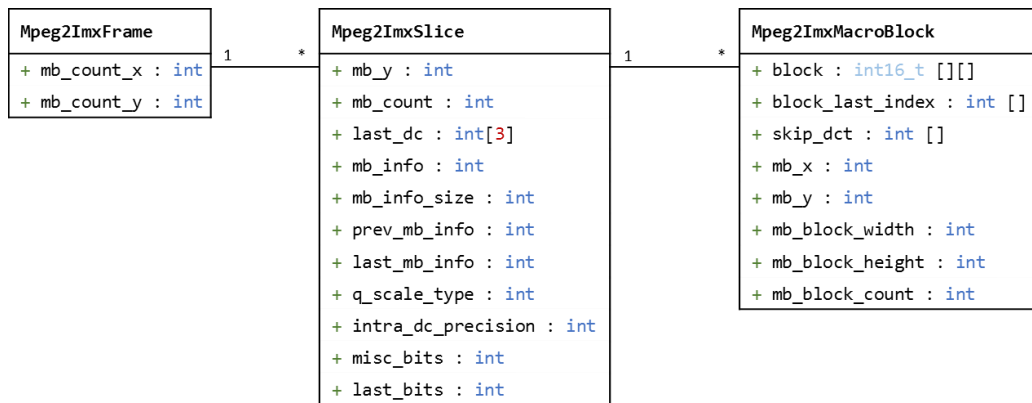 Mpeg2ImxFrame
+ mb_count_x : int
+ mb_count_y : int
1
*
Mpeg2ImxSlice
+ mb_y : int
+ mb_count : int
+ last_dc : int[3]
+ mb_info : int
+ mb_info_size : int
+ prev_mb_info : int
+ last_mb_info : int
+ q_scale_type : int
+ intra_dc_precision : int
+ misc_bits : int
+ last_bits : int
1
*
Mpeg2ImxMacroBlock
+ block : int16_t [][]
+ block_last_index : int []
+ skip_dct : int []
+ mb_x : int
+ mb_y : int
+ mb_block_width : int
+ mb_block_height : int
+ mb_block_count : int